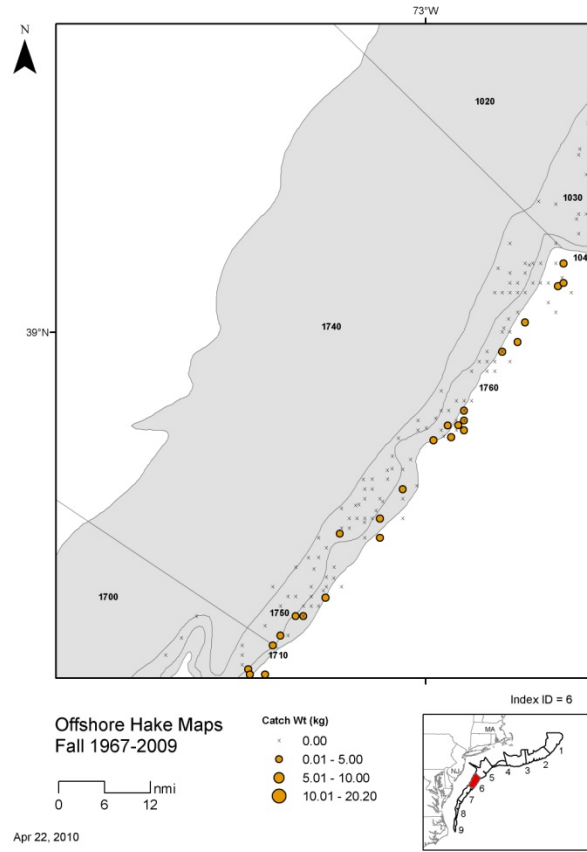 73°W
N
1020
1030
104
1740
39°N
1760
1700
1750
1710
Index ID = 6
Offshore Hake Maps
Fall 1967-2009
Catch Wt (kg)
0.00
0.01 - 5.00
5.01 - 10.00
10.01 - 20.20
nmi
0 6 12
MA
NJ
1
2
3
4
5
6
7
8
9
Apr 22, 2010